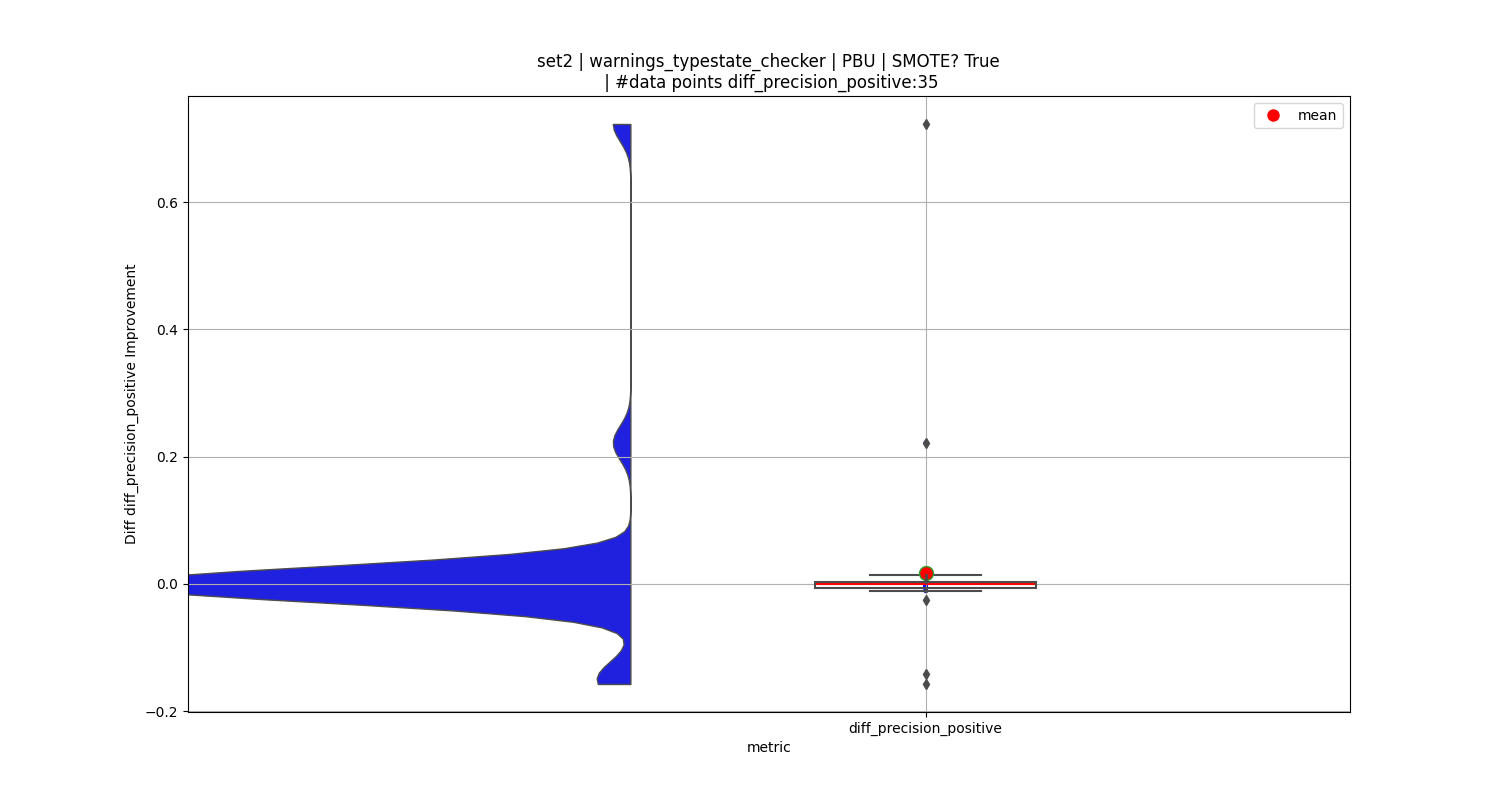 set2 | warnings_typestate_checker | PBU | SMOTE? True
| #data points diff_precision_positive:35
mean
0.6
0.4
0.2
0.0
−0.2
Diff diff_precision_positive Improvement
diff_precision_positive
metric